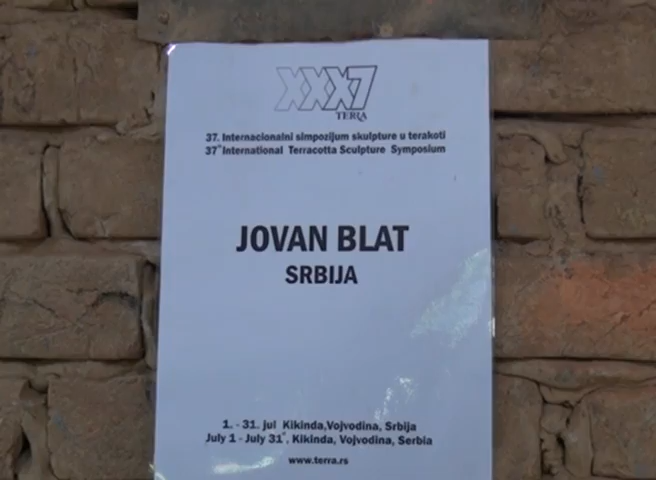 XXX7
TERRA
37. Internacionalni simpozijum skulpture u terakoti
37th International Terracotta Sculpture Symposium
JOVAN BLAT
SRBIJA
1. - 31. jul Kikinda,Vojvodina, Srbija
July 1 - July 31st, Kikinda, Vojvodina, Serbia
www.terra.rs